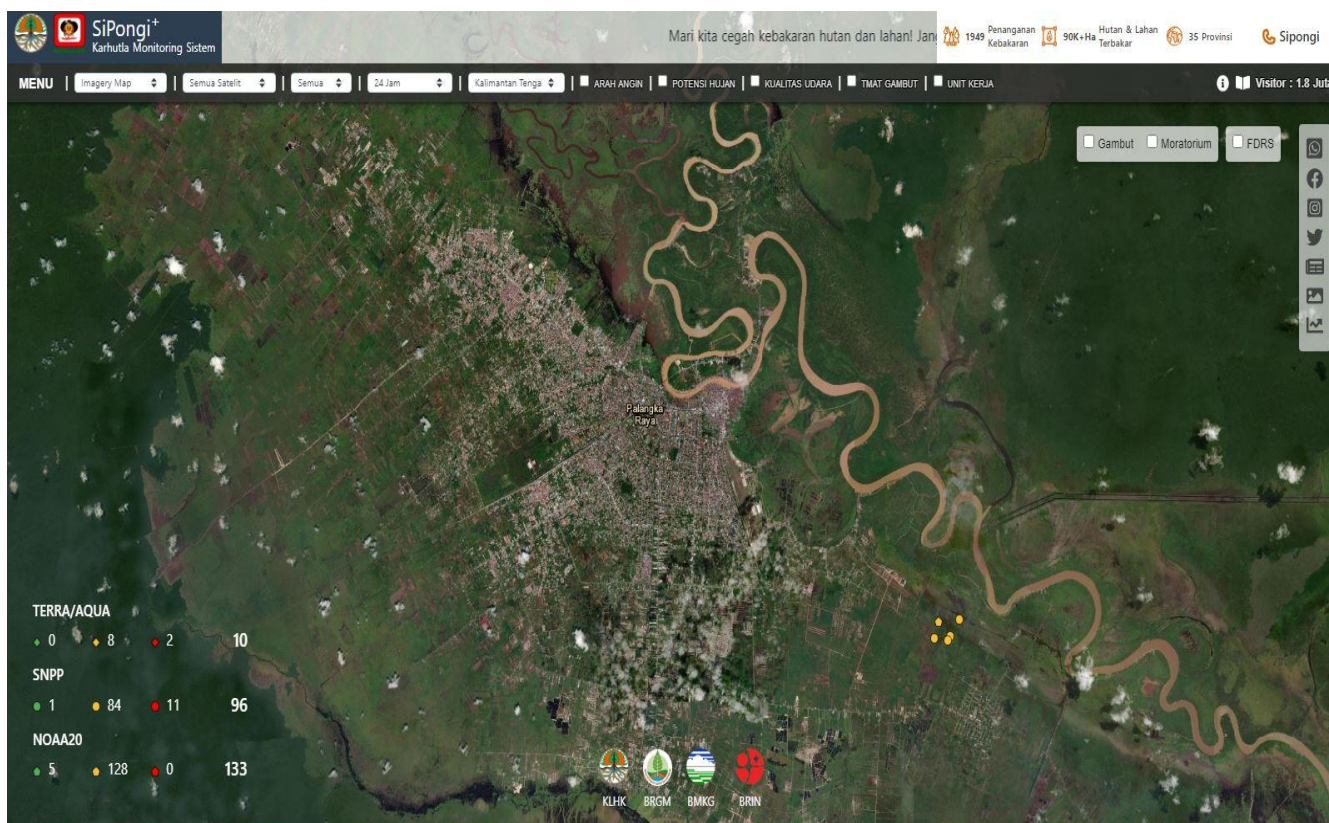 SiPongi+
Karhutla Monitoring Sistem
Mari kita cegah kebakaran hutan dan lahan! Jan
1949 Penanganan Kebakaran
90K+Ha Hutan & Lahan Terbakar
35 Provinsi
Sipongi
MENU | Imagery Map | Semua Satelit | Semua | 24 Jam | Kalimantan Tenga | ARAH ANGIN | POTENSI HUJAN | KUALITAS UDARA | TMAT GAMBUT | UNIT KERJA
Visitor : 1.8 Juta
Gambut Moratorium FDRS
Palangka
Raya
TERRA/AQUA
0 8 2 10
SNPP
1 84 11 96
NOAA20
5 128 0 133
KLHK BRGM BMKG BRIN